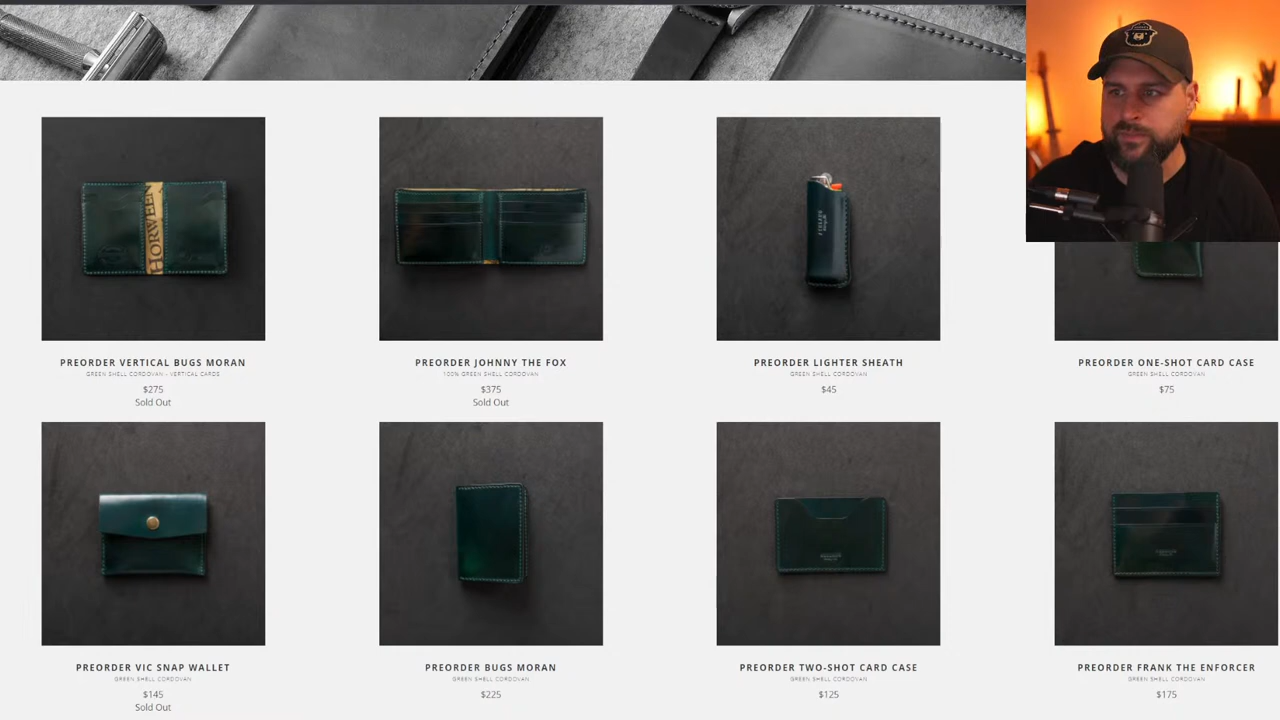 HORWEEN
PREORDER VERTICAL BUGS MORAN
GREEN SHELL CORDOVAN - VERTICAL CARDS
$275
Sold Out
PREORDER JOHNNY THE FOX
100% GREEN SHELL CORDOVAN
$375
Sold Out
PREORDER LIGHTER SHEATH
GREEN SHELL CORDOVAN
$45
PREORDER ONE-SHOT CARD CASE
GREEN SHELL CORDOVAN
$75
PREORDER VIC SNAP WALLET
GREEN SHELL CORDOVAN
$145
Sold Out
PREORDER BUGS MORAN
GREEN SHELL CORDOVAN
$225
PREORDER TWO-SHOT CARD CASE
GREEN SHELL CORDOVAN
$125
PREORDER FRANK THE ENFORCER
GREEN SHELL CORDOVAN
$175